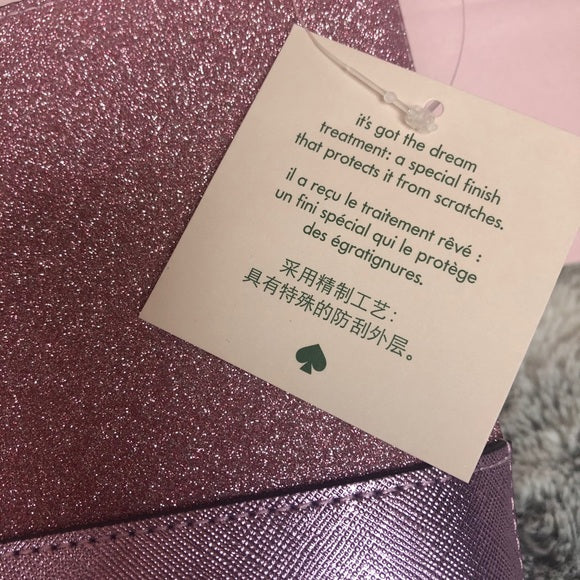 it's got the dream
treatment: a special finish
that protects it from scratches.
il a reçu le traitement rêvé :
un fini spécial qui le protège
des égratignures.
采用精制工艺：
具有特殊的防刮外层。